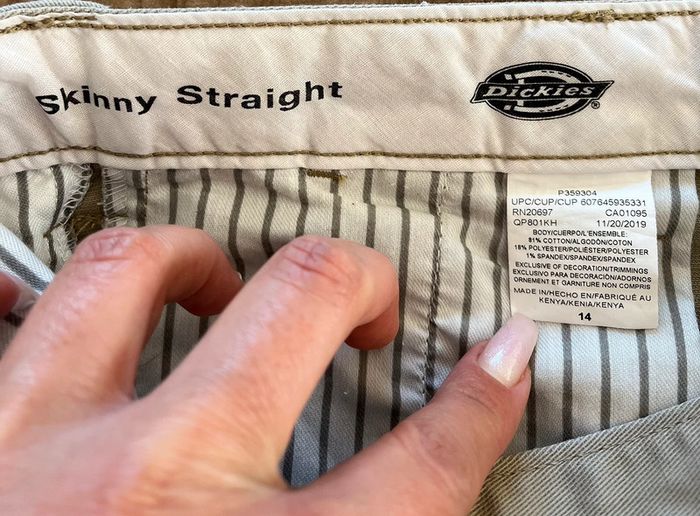 Skinny Straight
Dickies®
P359304
UPC/CUP/CUP 607645935331
RN20697 CA01095
QP801KH 11/20/2019
BODY/CUERPO/L'ENSEMBLE:
81% COTTON/ALGODÓN/COTON
18% POLYESTER/POLIÉSTER/POLYESTER
1% SPANDEX/SPANDEX/SPANDEX
EXCLUSIVE OF DECORATION/TRIMMINGS
EXCLUSIVO PARA DECORACIÓN/ADORNOS
ORNEMENT ET GARNITURE NON COMPRIS
MADE IN/HECHO EN/FABRIQUÉ AU
KENYA/KENIA/KENYA
14